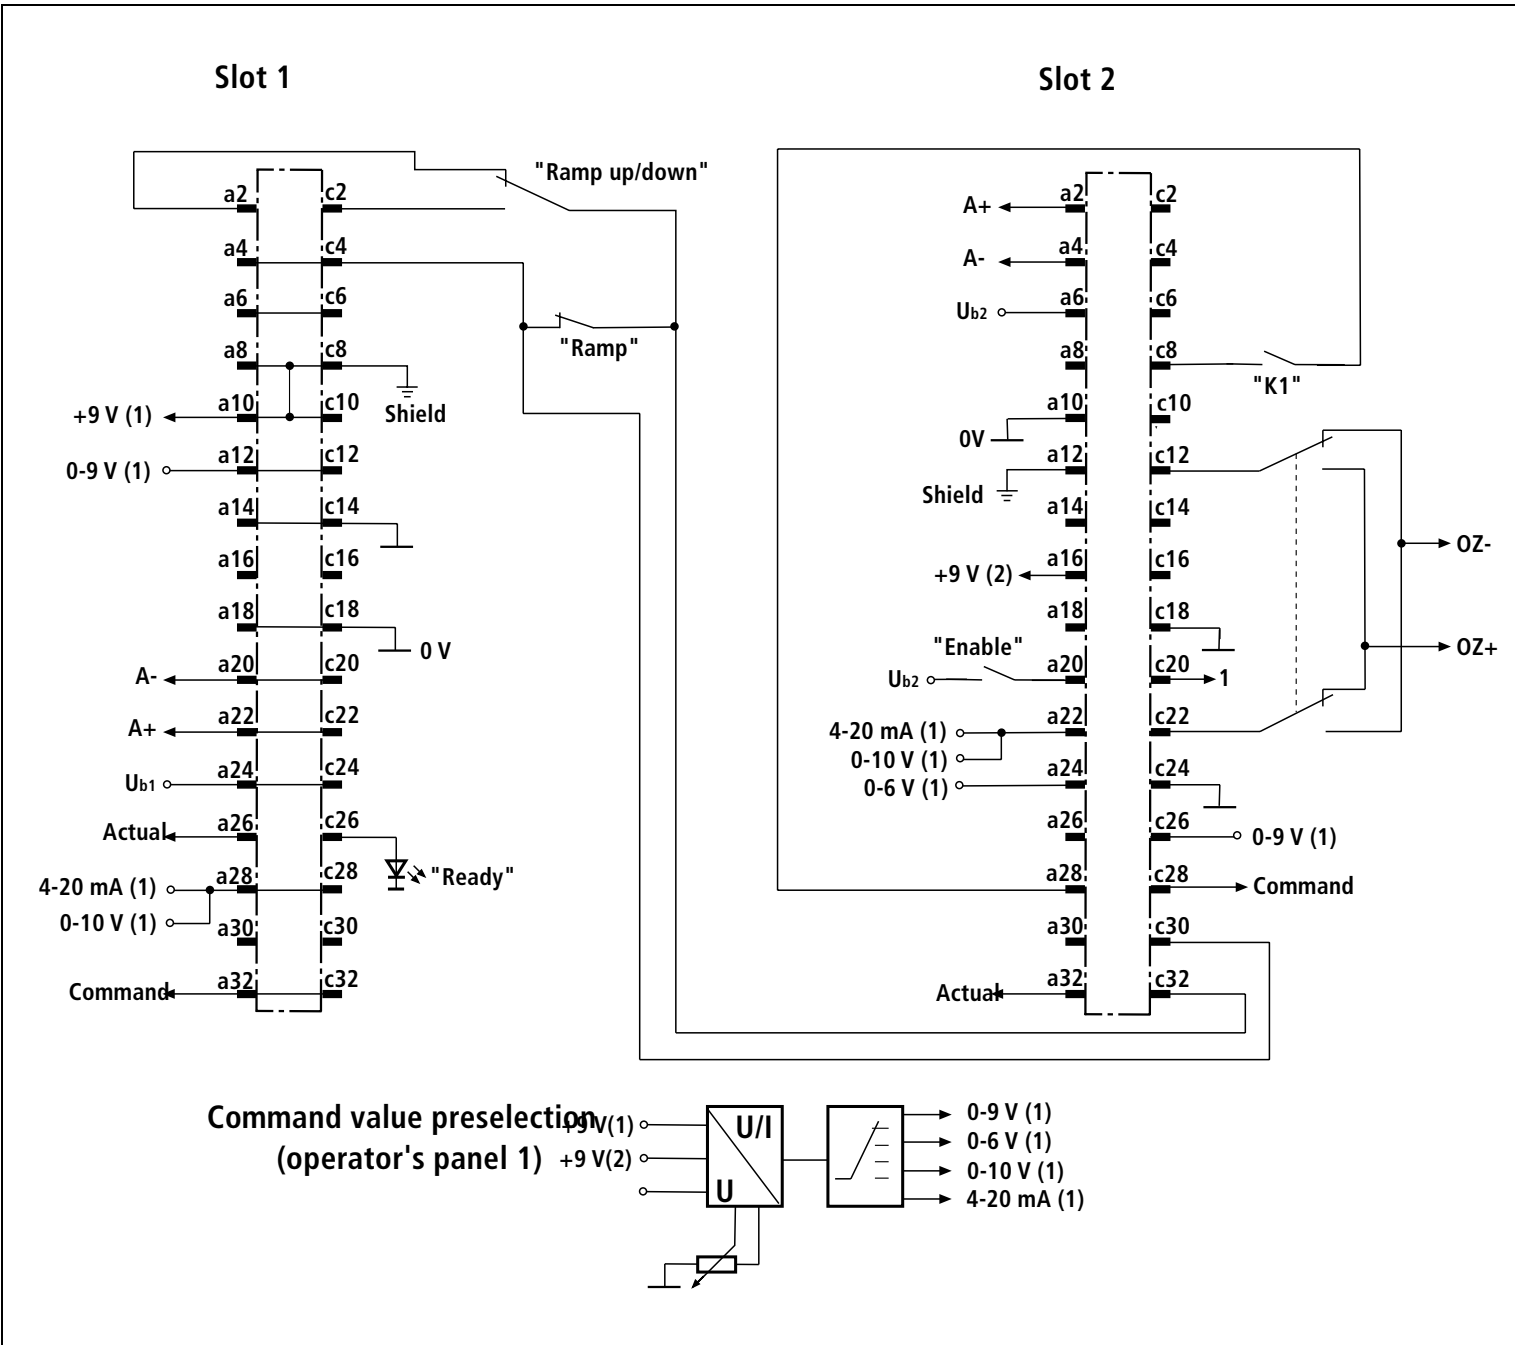 Slot 1
Slot 2
"Ramp up/down"
a2 c2
a4 c4
a6 c6
"Ramp"
a8 c8
Shield
+9 V (1) a10 c10
0-9 V (1) a12 c12
a14 c14
a16 c16
a18 c18
0 V
A- a20 c20
A+ a22 c22
Ub1 a24 c24
Actual a26 c26
4-20 mA (1) a28 c28 "Ready"
0-10 V (1) a30 c30
Command a32 c32
A+ a2 c2
A- a4 c4
Ub2 a6 c6
a8 c8
"K1"
a10 c10
0V
a12 c12
Shield
a14 c14
OZ-
+9 V (2) a16 c16
a18 c18
"Enable"
OZ+
Ub2 a20 c20 1
4-20 mA (1) a22 c22
0-10 V (1)
0-6 V (1) a24 c24
a26 c26 0-9 V (1)
a28 c28 Command
a30 c30
Actual a32 c32
Command value preselection
(operator's panel 1)
+9 V(1)
+9 V(2)
U/I
U
0-9 V (1)
0-6 V (1)
0-10 V (1)
4-20 mA (1)